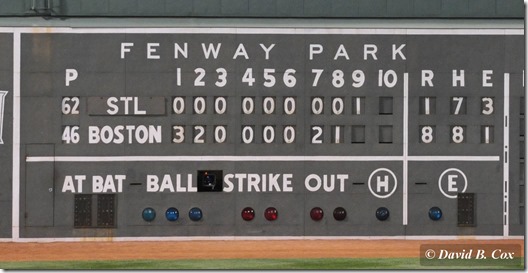 FENWAY PARK
P 1 2 3 4 5 6 7 8 9 10 R H E
62 STL 0 0 0 0 0 0 0 0 1 1 7 3
46 BOSTON 3 2 0 0 0 0 2 1 8 8 1
AT BAT - BALL STRIKE OUT - H - E
© David B. Cox